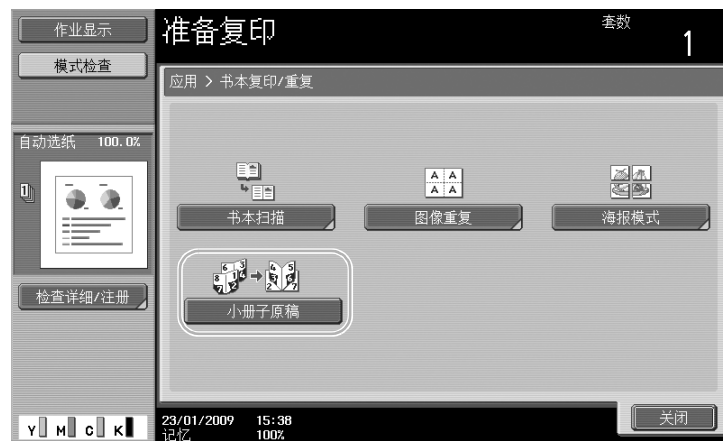 作业显示
准备复印
套数
1
模式检查
应用 > 书本复印/重复
自动选纸 100.0%
1
A A
A A
书本扫描
图像重复
海报模式
小册子原稿
检查详细/注册
关闭
Y M C K
23/01/2009 15:38
记忆 100%